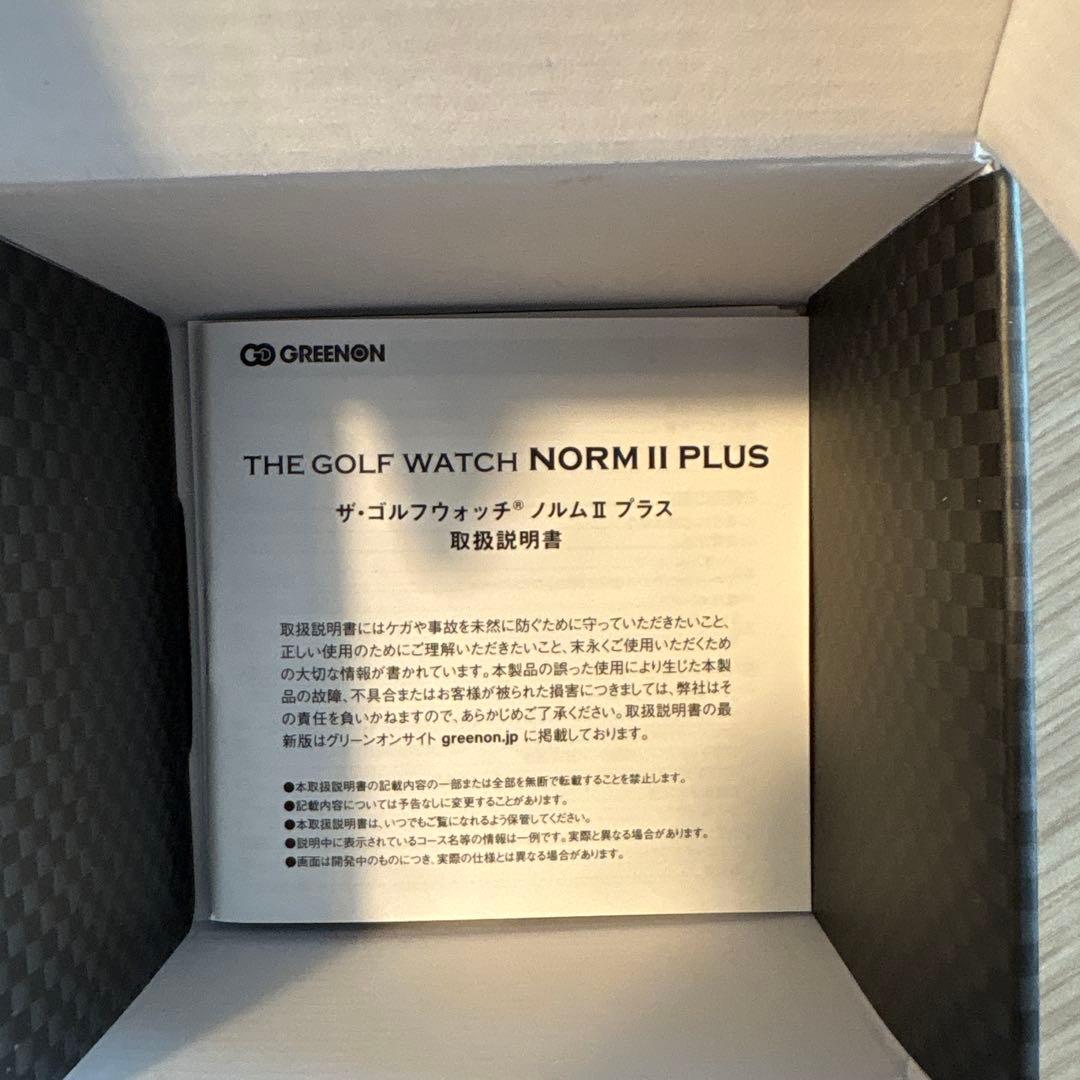 GREENON
THE GOLF WATCH NORM II PLUS
ザ・ゴルフウォッチ® ノルムⅡ プラス
取扱説明書
取扱説明書にはケガや事故を未然に防ぐために守っていただきたいこと、
正しい使用のためにご理解いただきたいこと、末永くご使用いただくため
の大切な情報が書かれています。本製品の誤った使用により生じた本製
品の故障、不具合またはお客様が被られた損害につきましては、弊社はそ
の責任を負いかねますので、あらかじめご了承ください。取扱説明書の最
新版はグリーンオンサイト greenon.jp に掲載しております。
●本取扱説明書の記載内容の一部または全部を無断で転載することを禁止します。
●記載内容については予告なしに変更することがあります。
●本取扱説明書は、いつでもご覧になれるよう保管してください。
●説明中に表示されているコース名等の情報は一例です。実際と異なる場合があります。
●画面は開発中のものにつき、実際の仕様とは異なる場合があります。